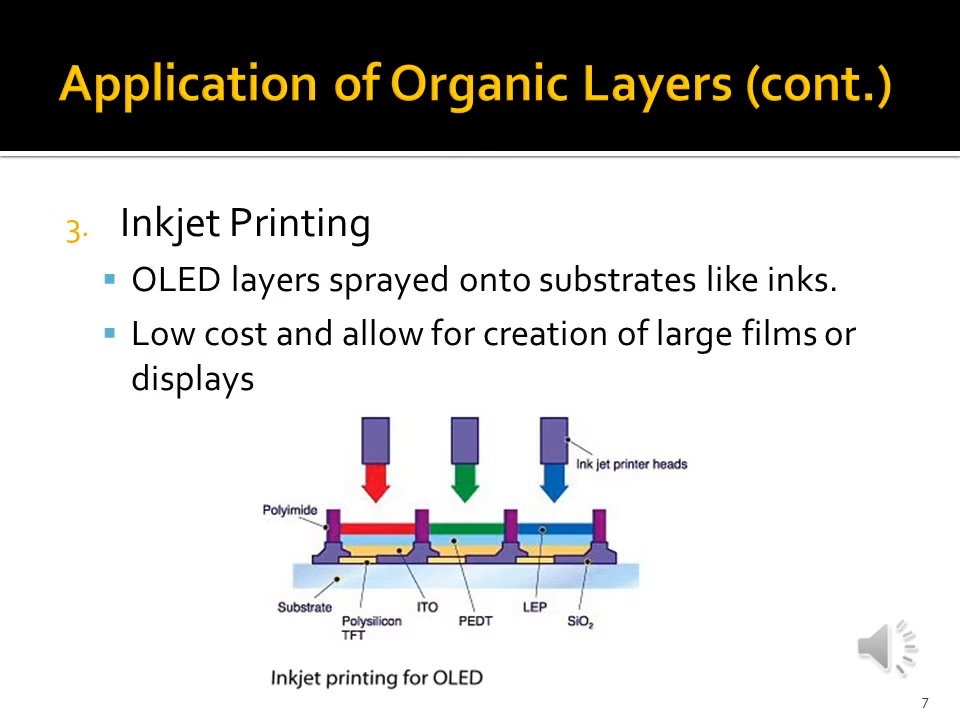 Application of Organic Layers (cont.)
3. Inkjet Printing
▪ OLED layers sprayed onto substrates like inks.
▪ Low cost and allow for creation of large films or
displays
Ink jet printer heads
Polyimide
Substrate
Polysilicon
TFT
ITO
PEDT
LEP
SiO₂
Inkjet printing for OLED
7